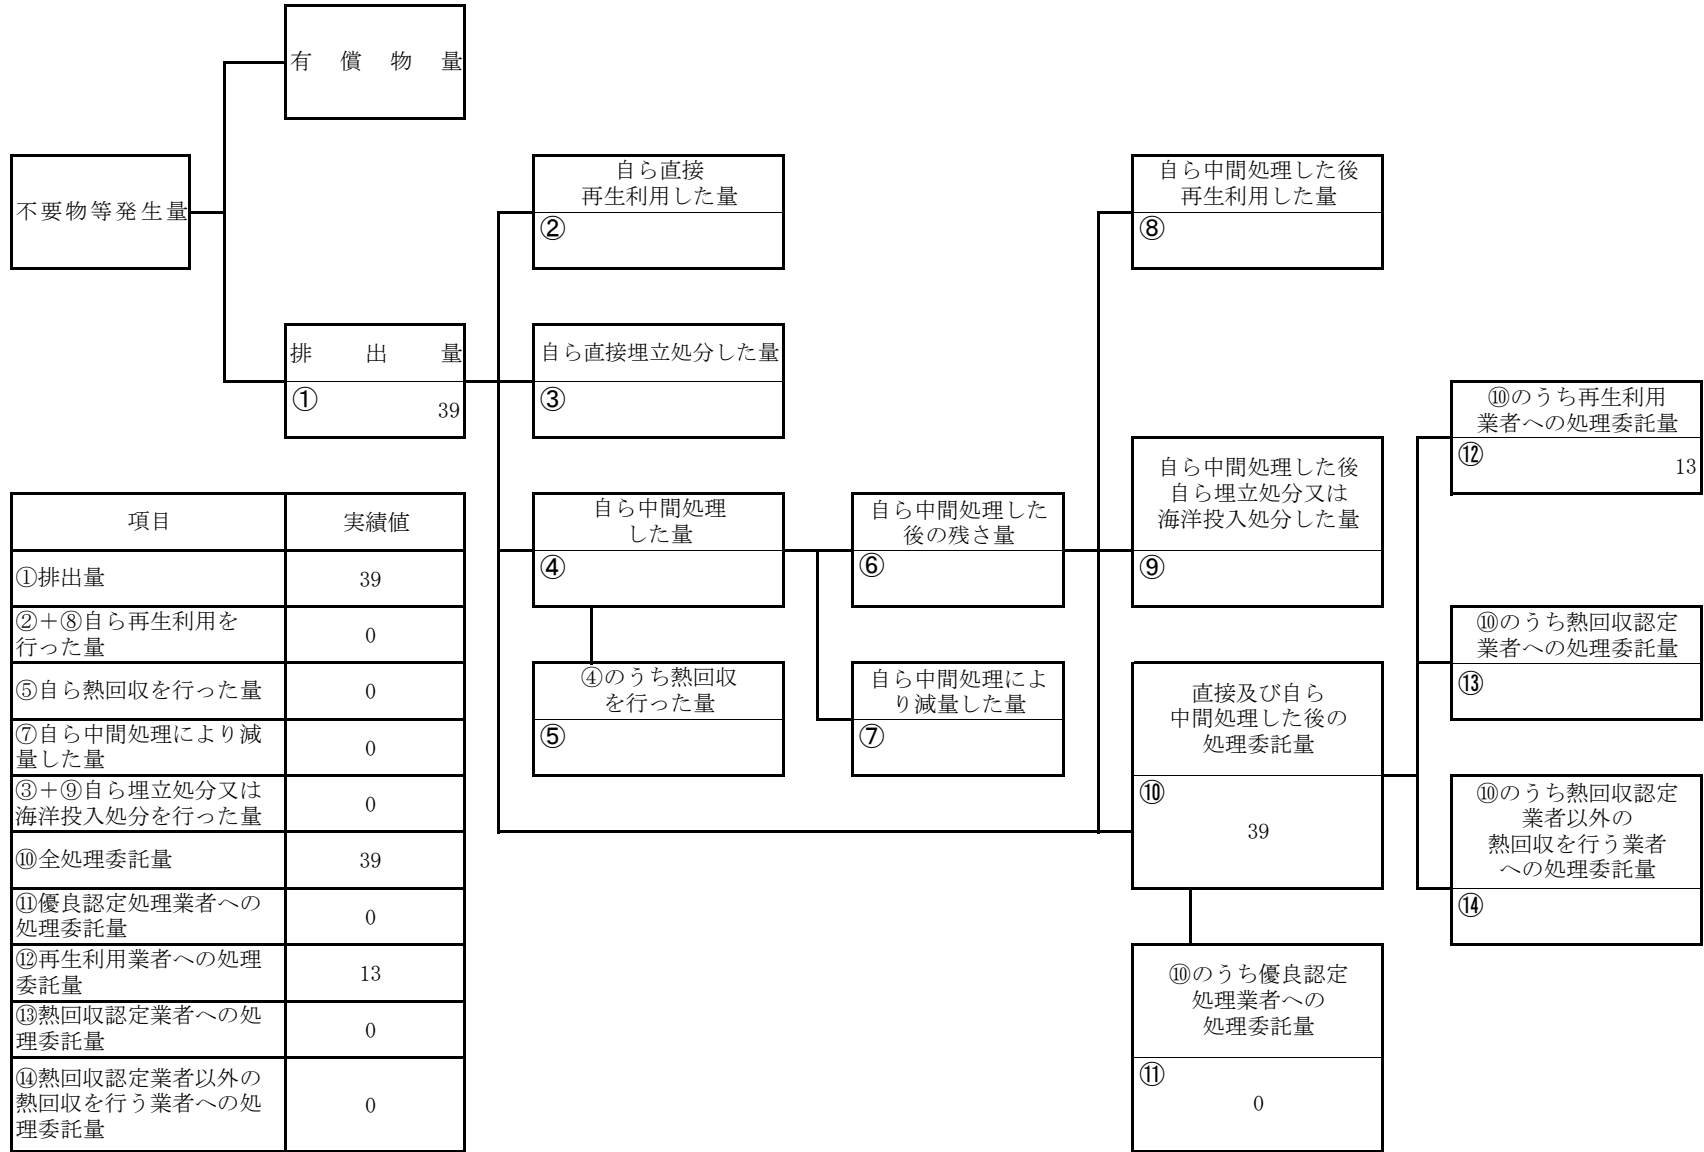 有償物量
不要物等発生量
排出量
①
39
自ら直接
再生利用した量
②
自ら直接埋立処分した量
③
自ら中間処理
した量
④
④のうち熱回収
を行った量
⑤
自ら中間処理した
後の残さ量
⑥
自ら中間処理によ
り減量した量
⑦
自ら中間処理した後
再生利用した量
⑧
自ら中間処理した後
自ら埋立処分又は
海洋投入処分した量
⑨
直接及び自ら
中間処理した後の
処理委託量
⑩
39
⑩のうち優良認定
処理業者への
処理委託量
⑪
0
⑩のうち再生利用
業者への処理委託量
⑫
13
⑩のうち熱回収認定
業者への処理委託量
⑬
⑩のうち熱回収認定
業者以外の
熱回収を行う業者
への処理委託量
⑭
項目 実績値
①排出量 39
②+⑧自ら再生利用を
行った量 0
⑤自ら熱回収を行った量 0
⑦自ら中間処理により減
量した量 0
③+⑨自ら埋立処分又は
海洋投入処分を行った量 0
⑩全処理委託量 39
⑪優良認定処理業者への
処理委託量 0
⑫再生利用業者への処理
委託量 13
⑬熱回収認定業者への処
理委託量 0
⑭熱回収認定業者以外の
熱回収を行う業者への処
理委託量 0